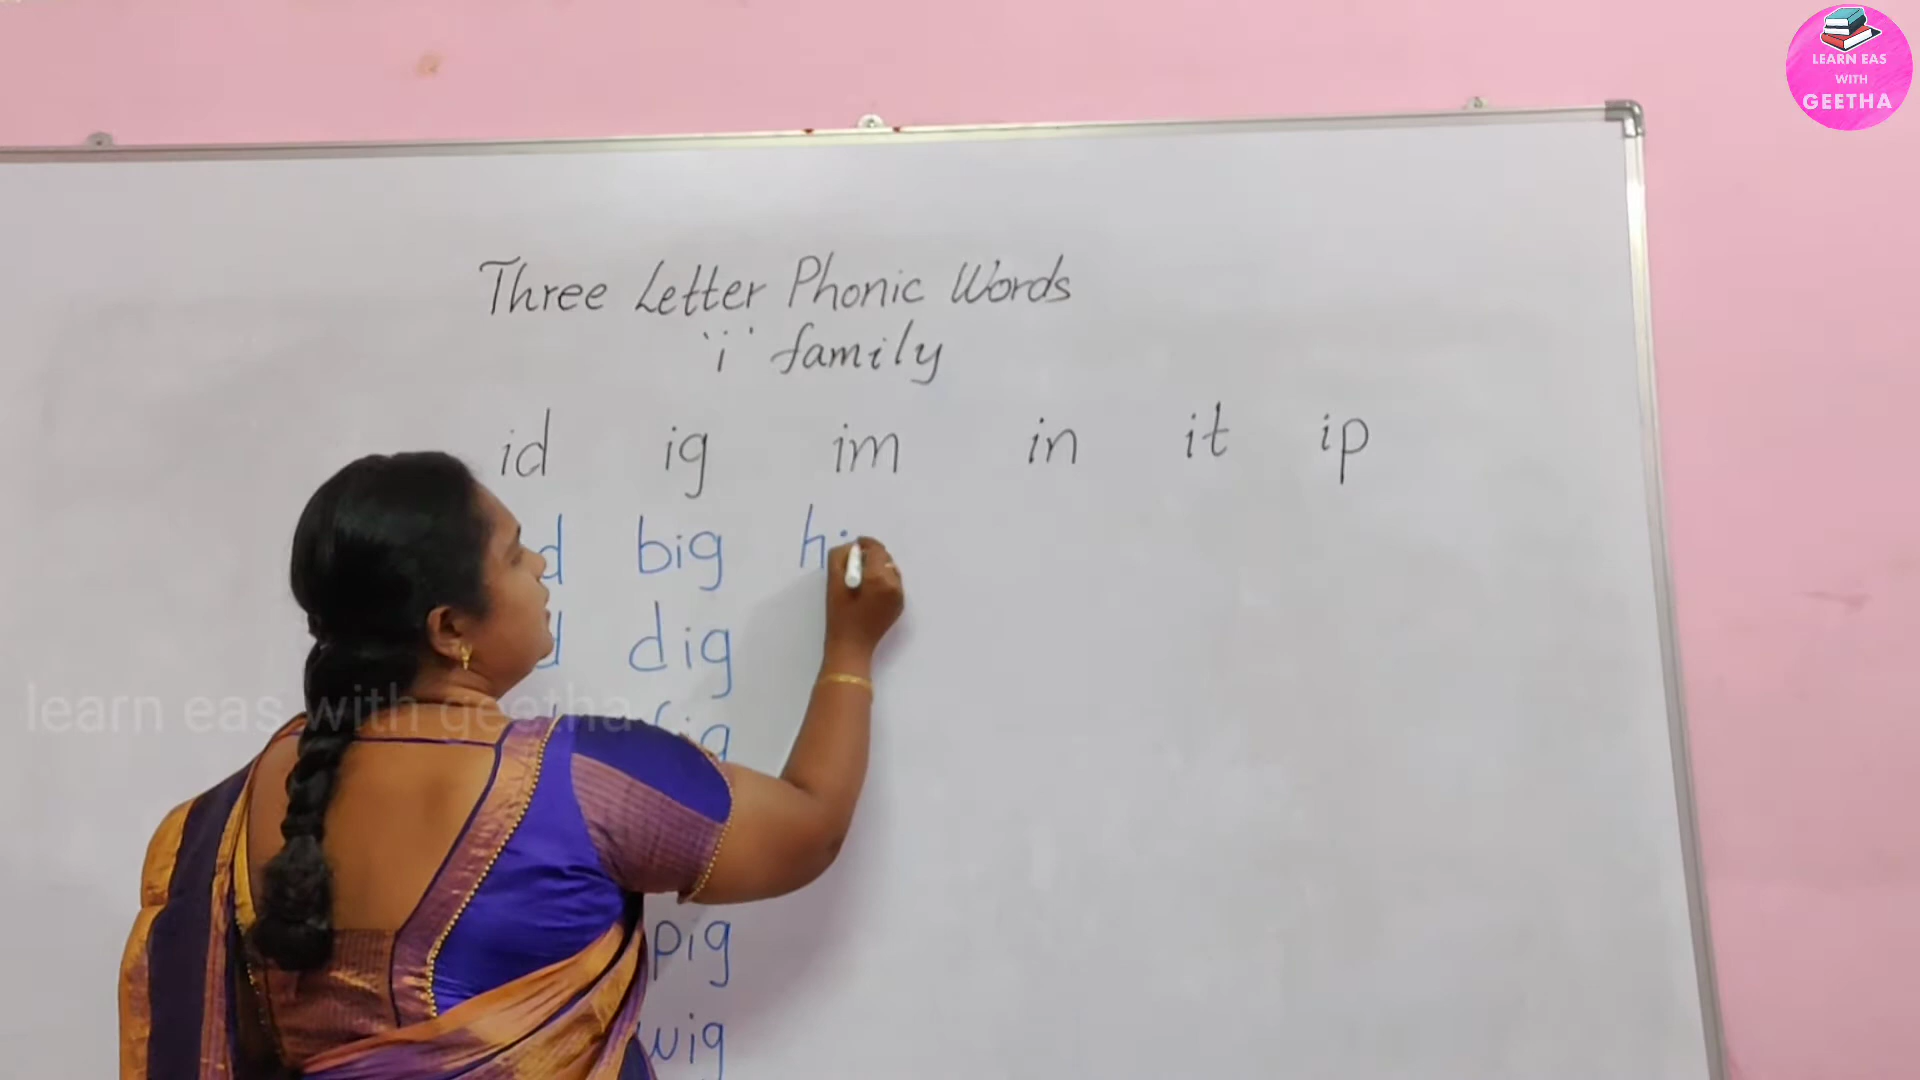 LEARN EAS
WITH
GEETHA
Three Letter Phonic Words
'i' family
id ig im in it ip
big
dig
learn eas with geetha
pig
wig